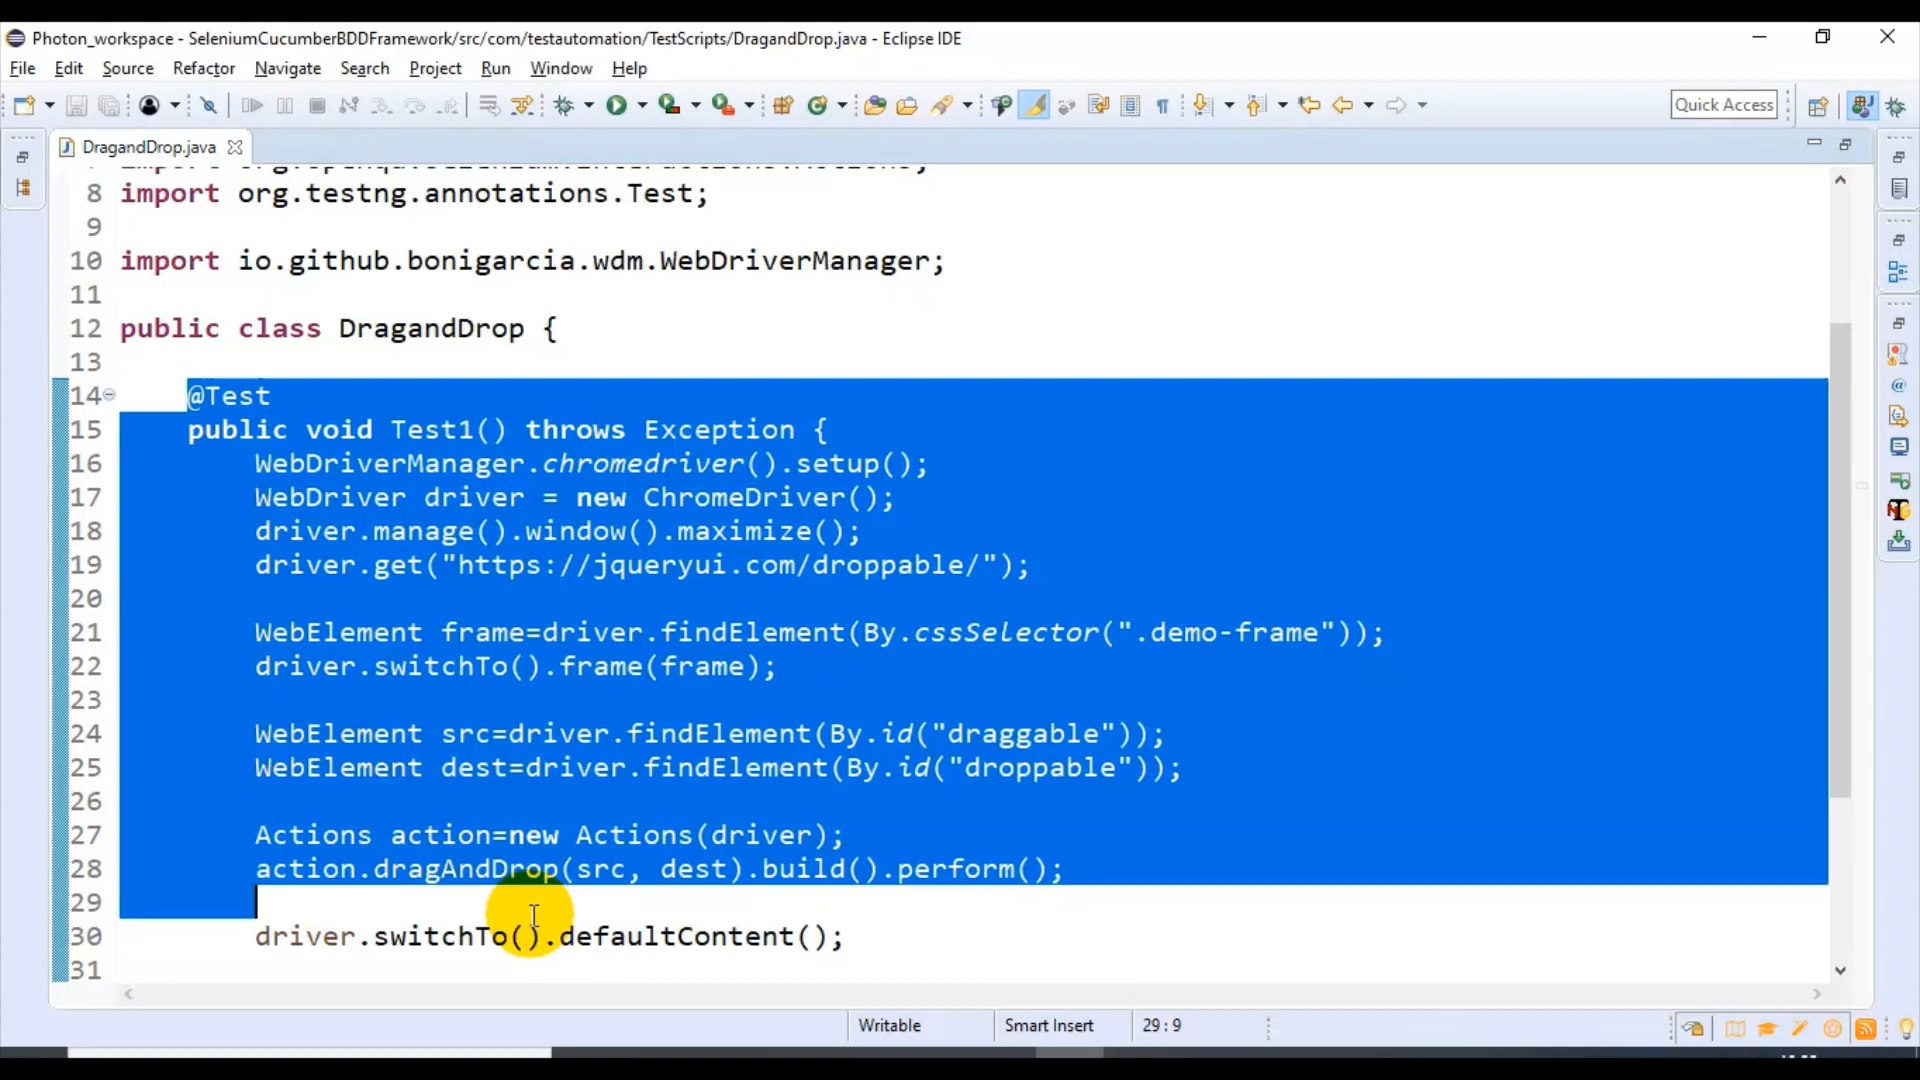 Photon_workspace - SeleniumCucumberBDDFramework/src/com/testautomation/TestScripts/DragandDrop.java - Eclipse IDE
File Edit Source Refactor Navigate Search Project Run Window Help
Quick Access
DragandDrop.java
8 import org.testng.annotations.Test;
9
10 import io.github.bonigarcia.wdm.WebDriverManager;
11
12 public class DragandDrop {
13
14 @Test
15 public void Test1() throws Exception {
16 WebDriverManager.chromedriver().setup();
17 WebDriver driver = new ChromeDriver();
18 driver.manage().window().maximize();
19 driver.get("https://jqueryui.com/droppable/");
20
21 WebElement frame=driver.findElement(By.cssSelector(".demo-frame"));
22 driver.switchTo().frame(frame);
23
24 WebElement src=driver.findElement(By.id("draggable"));
25 WebElement dest=driver.findElement(By.id("droppable"));
26
27 Actions action=new Actions(driver);
28 action.dragAndDrop(src, dest).build().perform();
29
30 driver.switchTo().defaultContent();
31
Writable Smart Insert 29 : 9